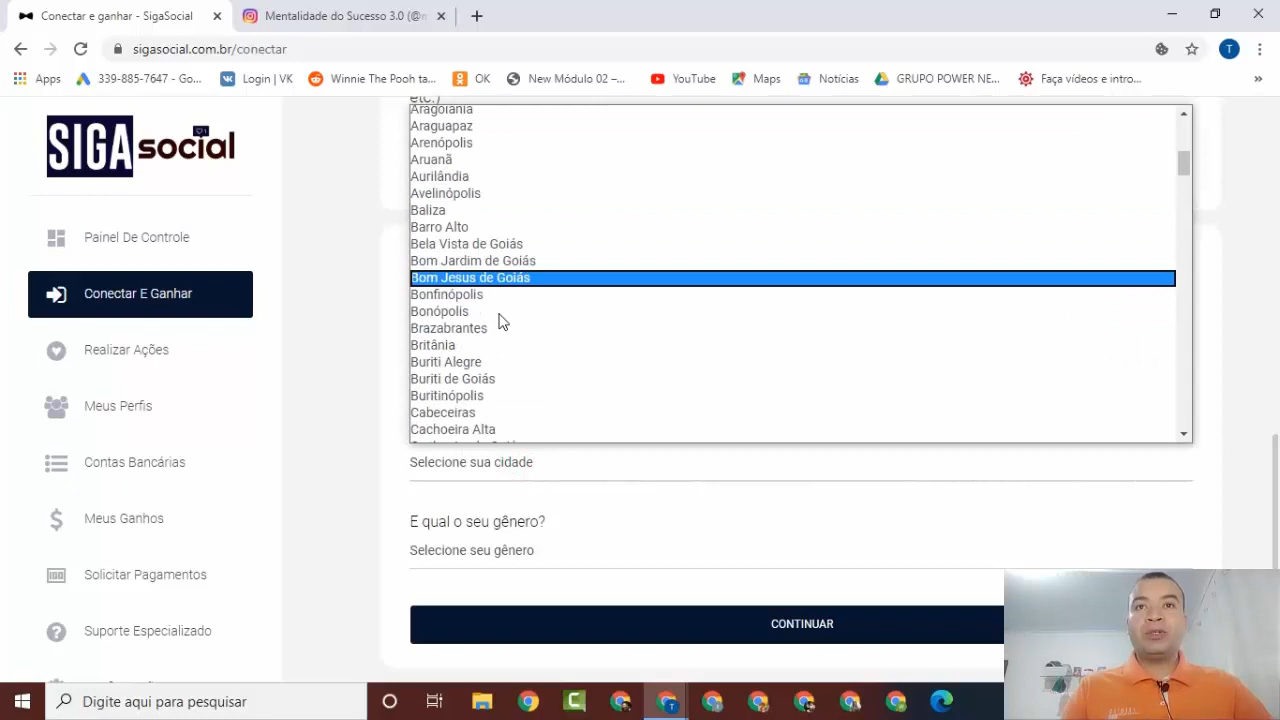 Conectar e ganhar - SigaSocial
Mentalidade do Sucesso 3.0 (@n
sigasocial.com.br/conectar
T
Apps
339-885-7647 - Go...
Login | VK
Winnie The Pooh ta...
OK
New Módulo 02 –...
YouTube
Maps
Notícias
GRUPO POWER NE...
Faça vídeos e intro...
»
SIGA social
Painel De Controle
Conectar E Ganhar
Realizar Ações
Meus Perfis
Contas Bancárias
Meus Ganhos
Solicitar Pagamentos
Suporte Especializado
etc.)
Aragoiânia
Araguapaz
Arenópolis
Aruanã
Aurilândia
Avelinópolis
Baliza
Barro Alto
Bela Vista de Goiás
Bom Jardim de Goiás
Bom Jesus de Goiás
Bonfinópolis
Bonópolis
Brazabrantes
Britânia
Buriti Alegre
Buriti de Goiás
Buritinópolis
Cabeceiras
Cachoeira Alta
Selecione sua cidade
E qual o seu gênero?
Selecione seu gênero
CONTINUAR
Digite aqui para pesquisar